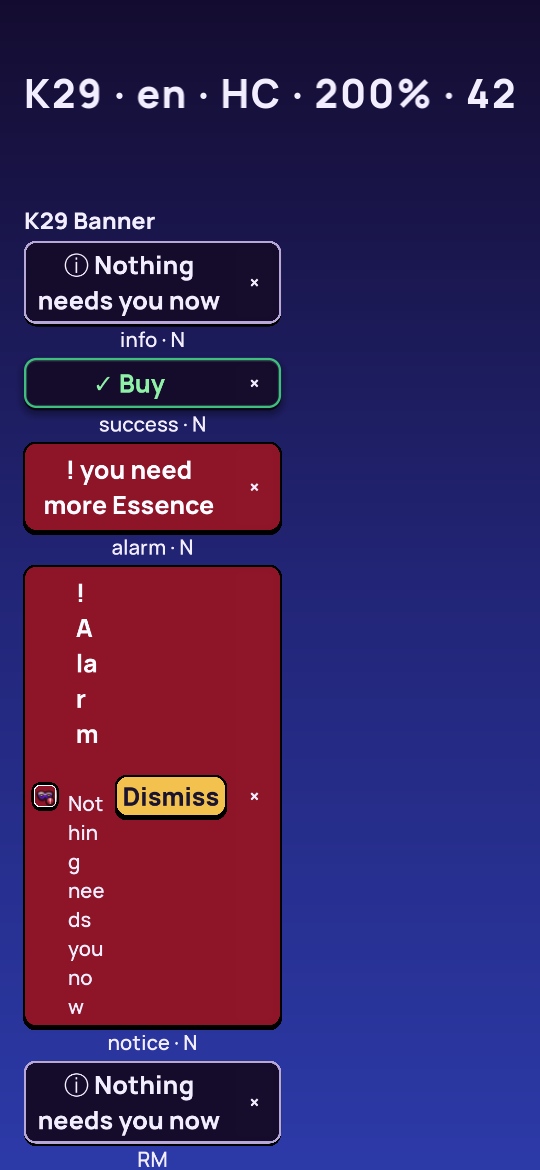 K29 · en · HC · 200% · 42
K29 Banner
ⓘ Nothing
needs you now
×
info · N
✓ Buy
×
success · N
! you need
more Essence
×
alarm · N
!
A
la
r
m
Not
hin
g
nee
ds
you
no
w
Dismiss
×
notice · N
ⓘ Nothing
needs you now
×
RM